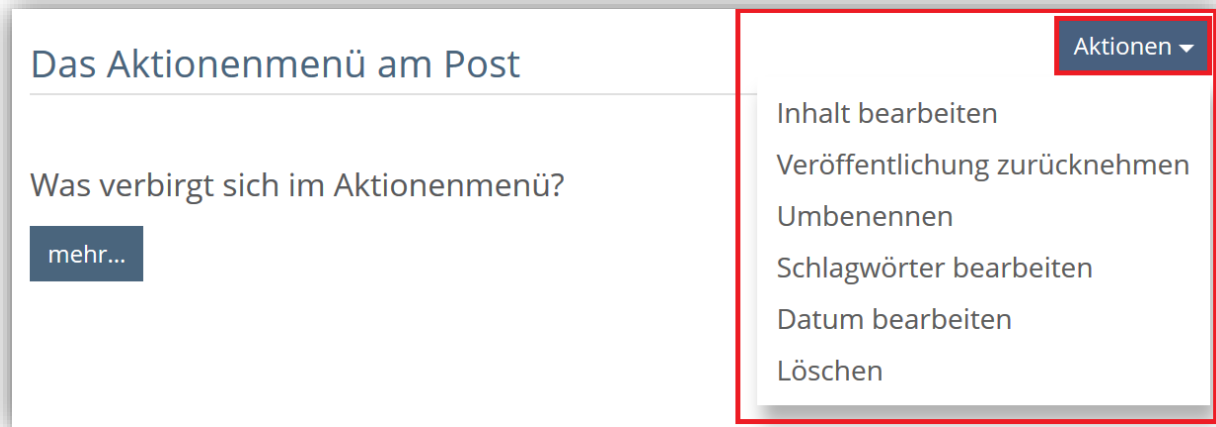 Das Aktionenmenü am Post
Aktionen
Was verbirgt sich im Aktionenmenü?
mehr...
Inhalt bearbeiten
Veröffentlichung zurücknehmen
Umbenennen
Schlagwörter bearbeiten
Datum bearbeiten
Löschen